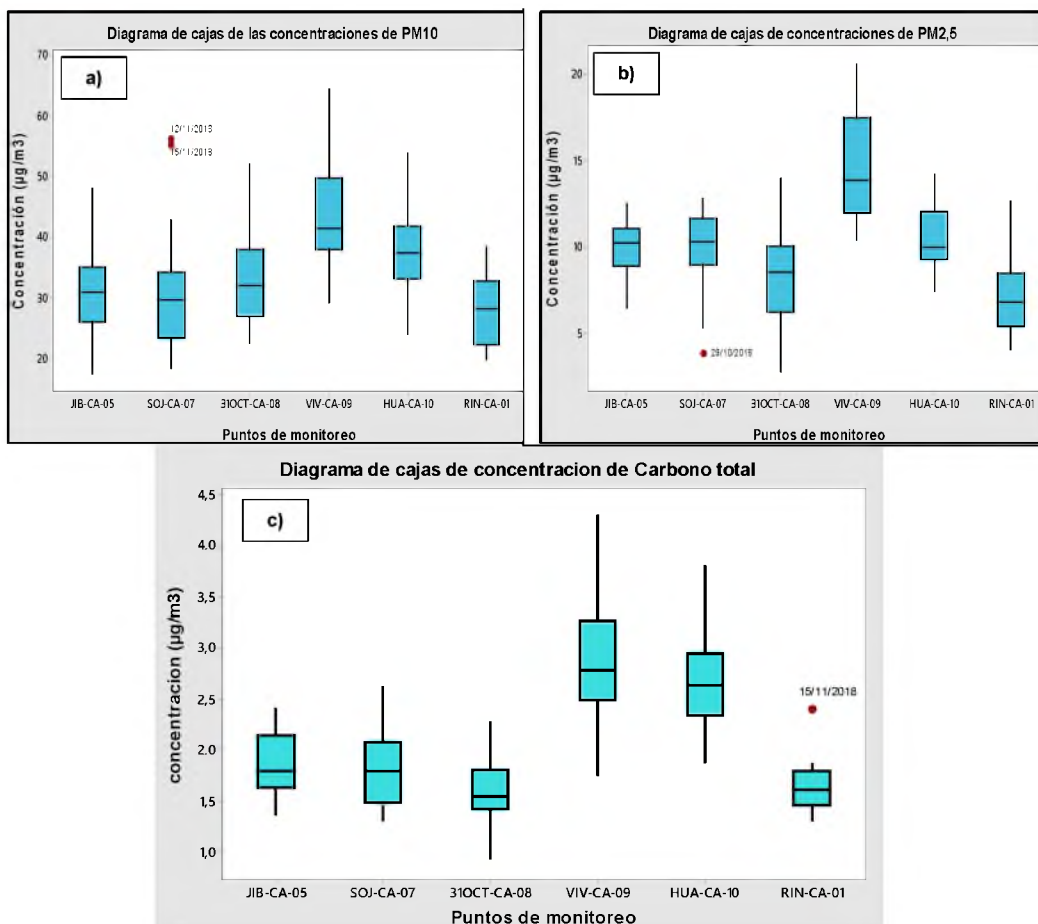 Diagrama de cajas de las concentraciones de PM10
a)
70
60
50
40
30
20
Concentración (µg/m3)
12/11/2018
15/11/2018
JIB-CA-05 SOJ-CA-07 31OCT-CA-08 VIV-CA-09 HUA-CA-10 RIN-CA-01
Puntos de monitoreo
Diagrama de cajas de concentraciones de PM2,5
b)
20
15
10
5
Concentración (µg/m3)
29/10/2018
JIB-CA-05 SOJ-CA-07 31OCT-CA-08 VIV-CA-09 HUA-CA-10 RIN-CA-01
Puntos de monitoreo
Diagrama de cajas de concentracion de Carbono total
c)
4,5
4.0
3,5
3,0
2,5
2,0
1,5
1,0
concentracion (µg/m3)
15/11/2018
JIB-CA-05 SOJ-CA-07 31OCT-CA-08 VIV-CA-09 HUA-CA-10 RIN-CA-01
Puntos de monitoreo